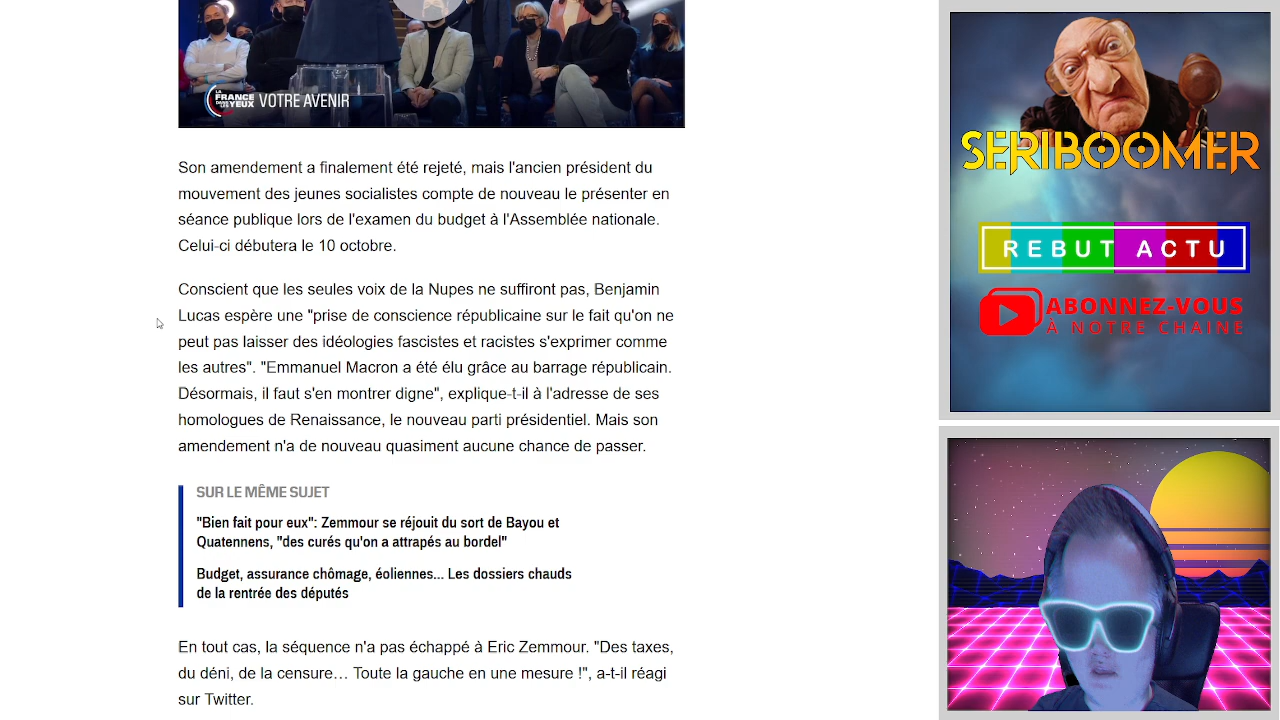 LA FRANCE DANS LES YEUX VOTRE AVENIR
Son amendement a finalement été rejeté, mais l'ancien président du
mouvement des jeunes socialistes compte de nouveau le présenter en
séance publique lors de l'examen du budget à l'Assemblée nationale.
Celui-ci débutera le 10 octobre.
Conscient que les seules voix de la Nupes ne suffiront pas, Benjamin
Lucas espère une "prise de conscience républicaine sur le fait qu'on ne
peut pas laisser des idéologies fascistes et racistes s'exprimer comme
les autres". "Emmanuel Macron a été élu grâce au barrage républicain.
Désormais, il faut s'en montrer digne", explique-t-il à l'adresse de ses
homologues de Renaissance, le nouveau parti présidentiel. Mais son
amendement n'a de nouveau quasiment aucune chance de passer.
SUR LE MÊME SUJET
"Bien fait pour eux": Zemmour se réjouit du sort de Bayou et
Quatennens, "des curés qu'on a attrapés au bordel"
Budget, assurance chômage, éoliennes... Les dossiers chauds
de la rentrée des députés
En tout cas, la séquence n'a pas échappé à Eric Zemmour. "Des taxes,
du déni, de la censure… Toute la gauche en une mesure !", a-t-il réagi
sur Twitter.
SERIBOOMER
REBUT ACTU
ABONNEZ-VOUS
À NOTRE CHAINE